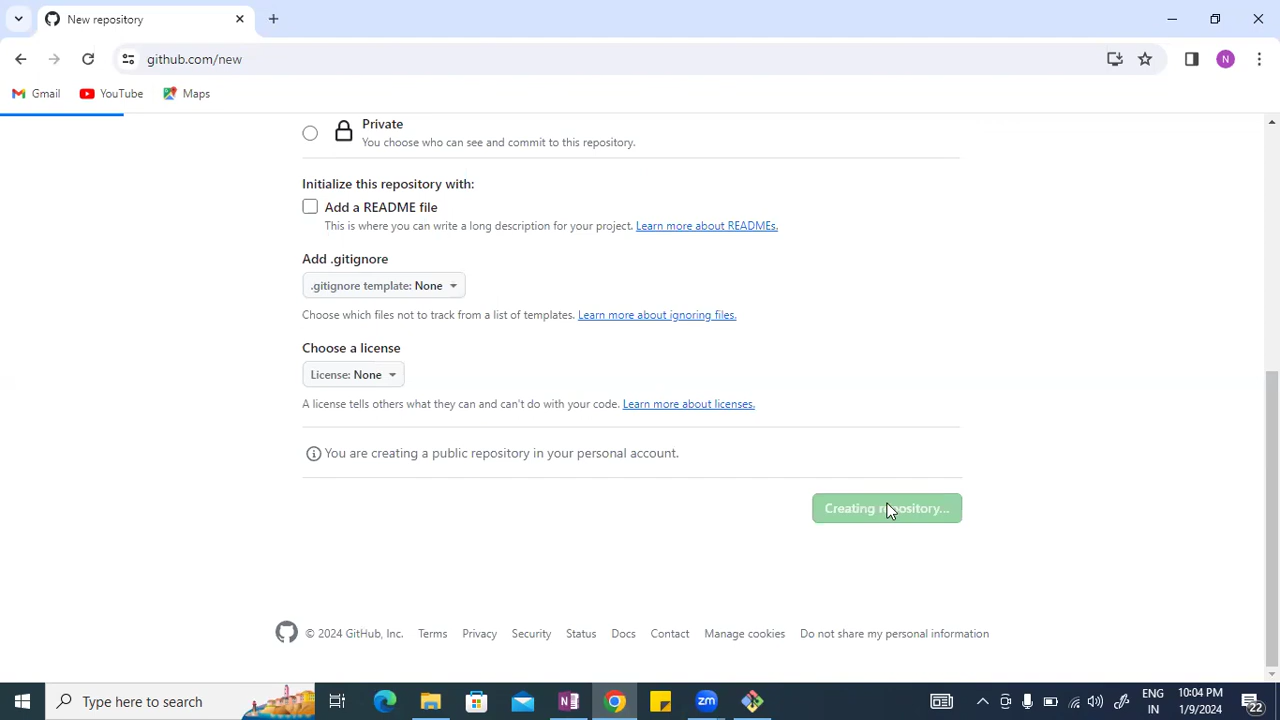 New repository
github.com/new
N
Gmail
YouTube
Maps
Private
You choose who can see and commit to this repository.
Initialize this repository with:
Add a README file
This is where you can write a long description for your project. Learn more about READMEs.
Add .gitignore
.gitignore template: None
Choose which files not to track from a list of templates. Learn more about ignoring files.
Choose a license
License: None
A license tells others what they can and can't do with your code. Learn more about licenses.
You are creating a public repository in your personal account.
Creating repository...
© 2024 GitHub, Inc. Terms Privacy Security Status Docs Contact Manage cookies Do not share my personal information
Type here to search
zm
N
ENG
IN
10:04 PM
1/9/2024
22